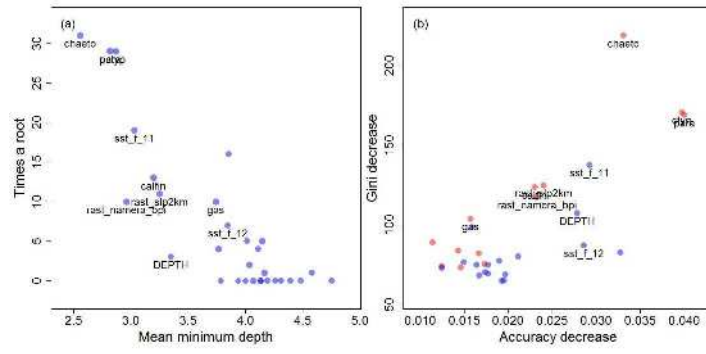 (a)
30
25
20
15
10
5
0
Times a root
chaeto
sst_f_11
calfin
rast_slp2km
rast_namera_bpi
gas
sst_f_12
DEPTH
2.5 3.0 3.5 4.0 4.5 5.0
Mean minimum depth
(b)
200
150
100
50
Gini decrease
chaeto
sst_f_11
rast_slp2km
rast_namera_bpi
DEPTH
gas
sst_f_12
0.010 0.015 0.020 0.025 0.030 0.035 0.040
Accuracy decrease